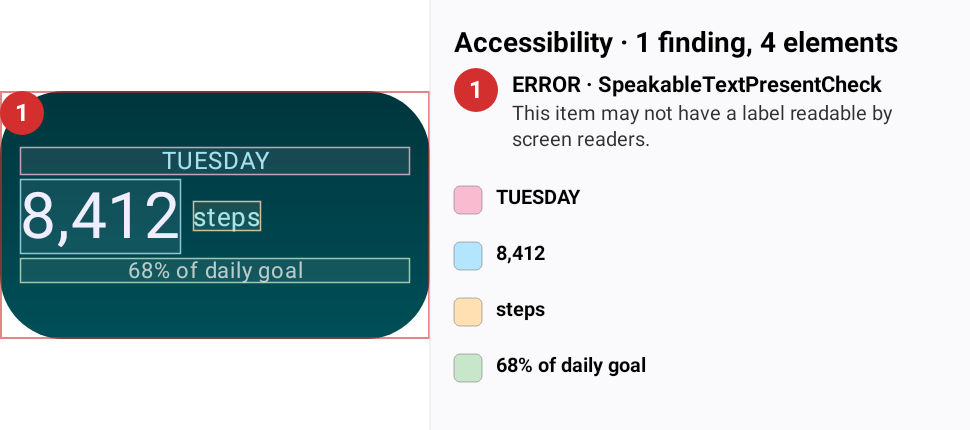 1
TUESDAY
8,412 steps
68% of daily goal
Accessibility · 1 finding, 4 elements
1
ERROR · SpeakableTextPresentCheck
This item may not have a label readable by
screen readers.
TUESDAY
8,412
steps
68% of daily goal